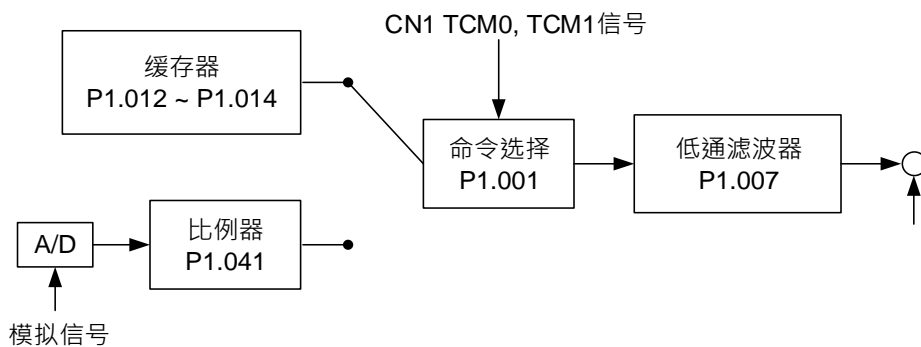 CN1 TCM0, TCM1信号
缓存器
P1.012 ~ P1.014
命令选择
P1.001
低通滤波器
P1.007
比例器
P1.041
A/D
模拟信号